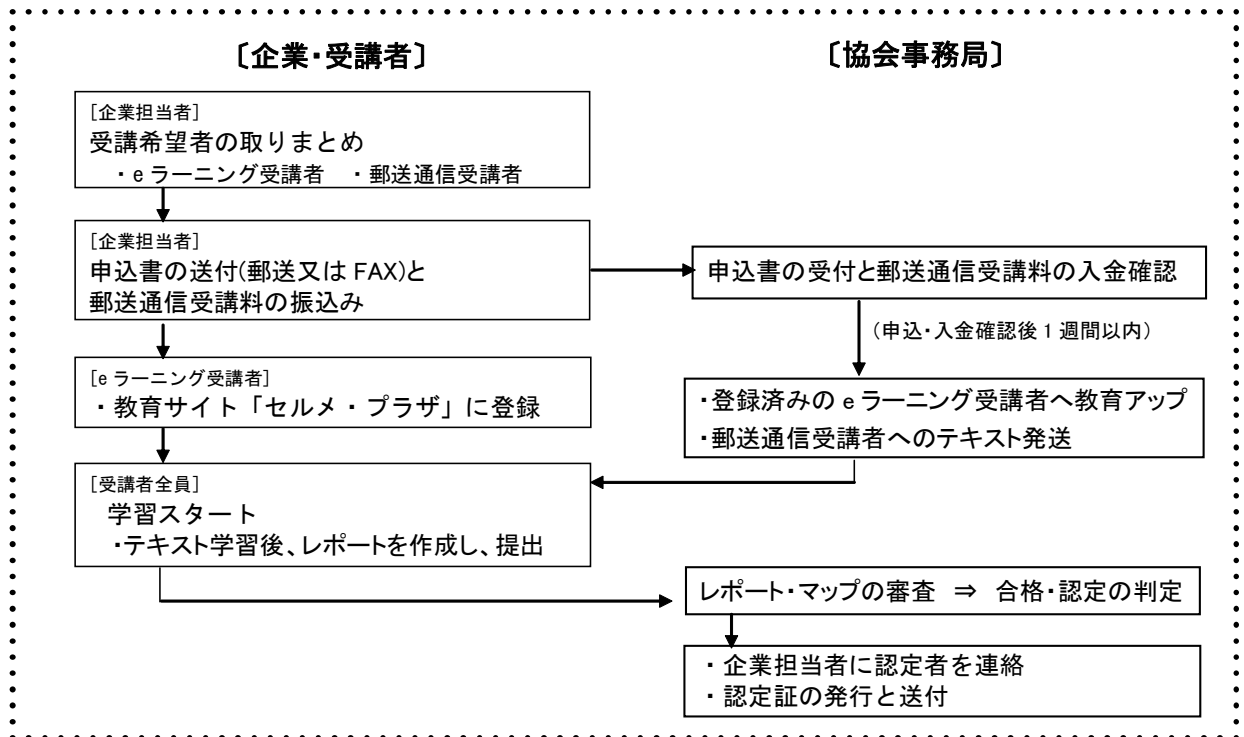 〔企業・受講者〕
〔協会事務局〕
[企業担当者]
受講希望者の取りまとめ
・eラーニング受講者 ・郵送通信受講者
[企業担当者]
申込書の送付(郵送又はFAX)と
郵送通信受講料の振込み
申込書の受付と郵送通信受講料の入金確認
(申込・入金確認後1週間以内)
[eラーニング受講者]
・教育サイト「セルメ・プラザ」に登録
・登録済みのeラーニング受講者へ教育アップ
・郵送通信受講者へのテキスト発送
[受講者全員]
学習スタート
・テキスト学習後、レポートを作成し、提出
レポート・マップの審査 ⇒ 合格・認定の判定
・企業担当者に認定者を連絡
・認定証の発行と送付